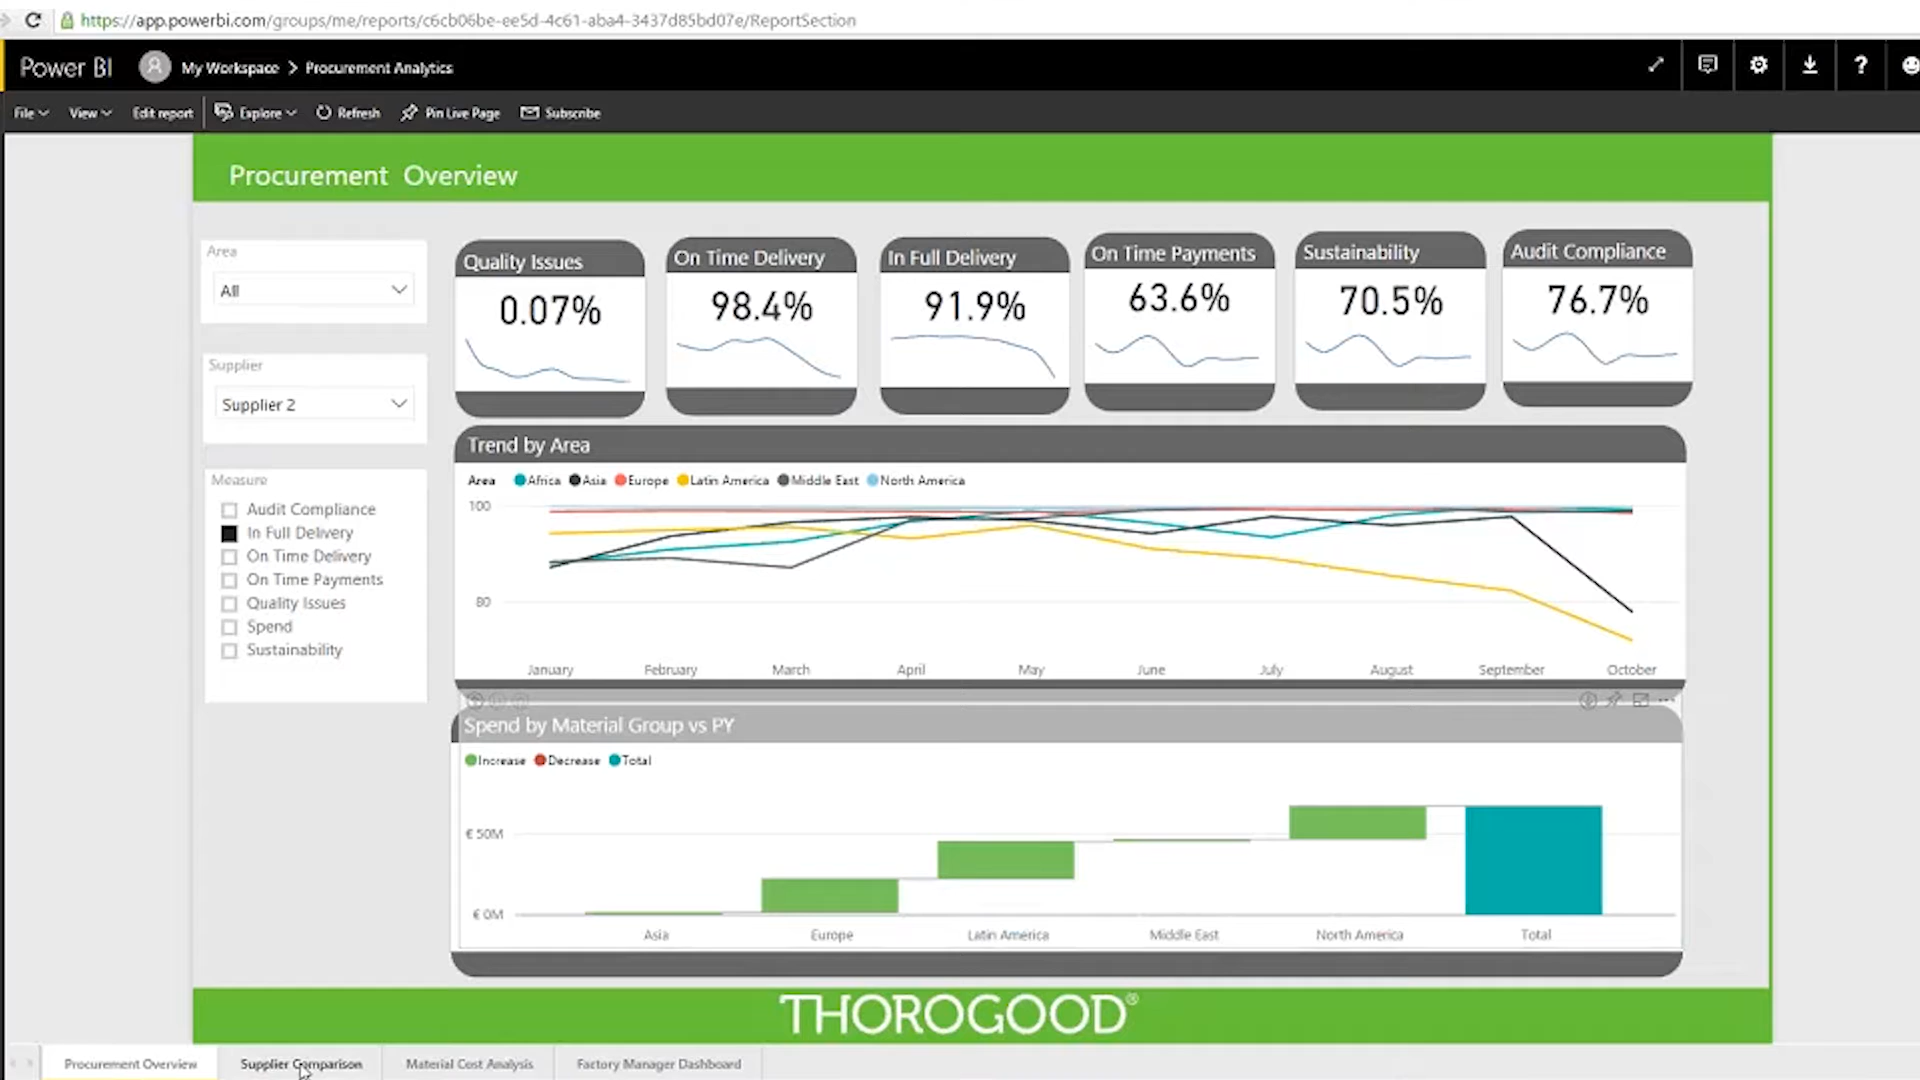 https://app.powerbi.com/groups/me/reports/c6cb06be-ee5d-4c61-aba4-3437d85bd07e/ReportSection
Power BI My Workspace > Procurement Analytics ?
File View Edit report Explore Refresh Pin Live Page Subscribe
Procurement Overview
Area
All
Supplier
Supplier 2
Measure
Audit Compliance
In Full Delivery
On Time Delivery
On Time Payments
Quality Issues
Spend
Sustainability
Quality Issues
0.07%
On Time Delivery
98.4%
In Full Delivery
91.9%
On Time Payments
63.6%
Sustainability
70.5%
Audit Compliance
76.7%
Trend by Area
Area Africa Asia Europe Latin America Middle East North America
100
80
January February March April May June July August September October
Spend by Material Group vs PY
Increase Decrease Total
€ 50M
€ 0M
Asia Europe Latin America Middle East North America Total
THOROGOOD®
Procurement Overview Supplier Comparison Material Cost Analysis Factory Manager Dashboard